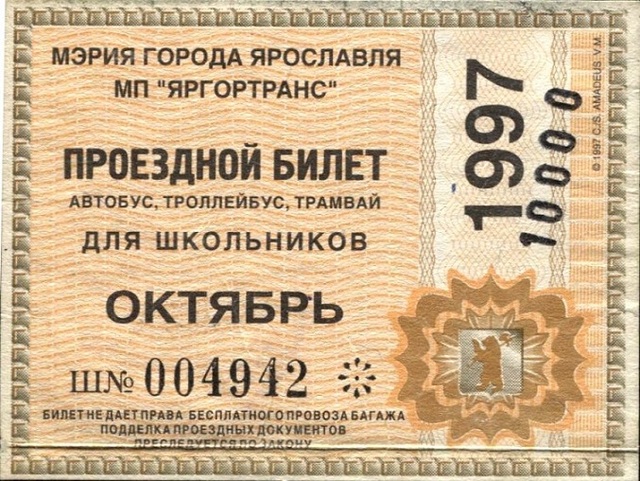 МЭРИЯ ГОРОДА ЯРОСЛАВЛЯ
МП "ЯРГОРТРАНС"
ПРОЕЗДНОЙ БИЛЕТ
АВТОБУС, ТРОЛЛЕЙБУС, ТРАМВАЙ
ДЛЯ ШКОЛЬНИКОВ
ОКТЯБРЬ
Ш№ 004942
БИЛЕТ НЕ ДАЕТ ПРАВА БЕСПЛАТНОГО ПРОВОЗА БАГАЖА
ПОДДЕЛКА ПРОЕЗДНЫХ ДОКУМЕНТОВ
ПРЕСЛЕДУЕТСЯ ПО ЗАКОНУ
1997
10000
© 1997 C.S. AMADEUS V.M.